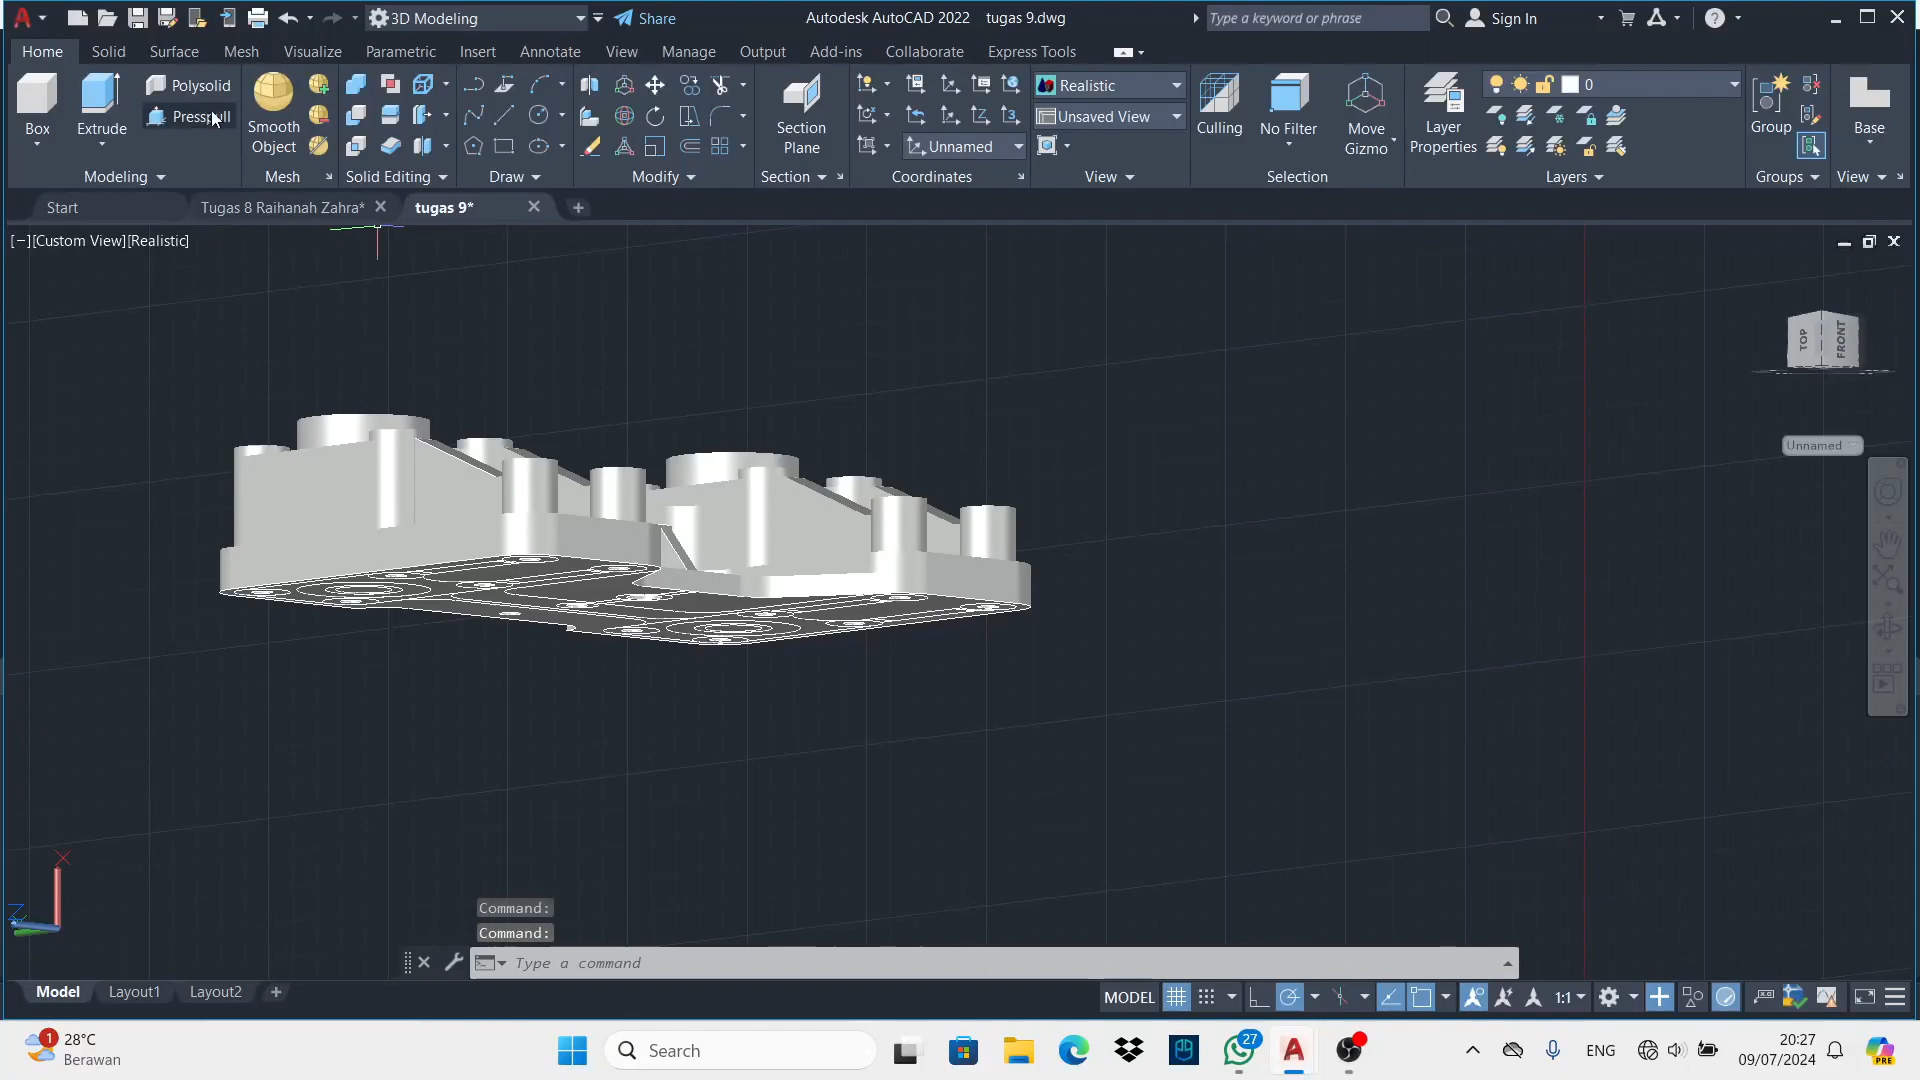 3D Modeling Share Autodesk AutoCAD 2022 tugas 9.dwg Type a keyword or phrase Sign In
Home Solid Surface Mesh Visualize Parametric Insert Annotate View Manage Output Add-ins Collaborate Express Tools
Box
Extrude
Polysolid
Presspull
Smooth
Object
Section
Plane
Unnamed
Realistic
Unsaved View
Culling
No Filter
Move
Gizmo
Layer
Properties
0
Group
Base
Modeling Mesh Solid Editing Draw Modify Section Coordinates View Selection Layers Groups View
Start Tugas 8 Raihanah Zahra* tugas 9*
[−][Custom View][Realistic]
TOP
FRONT
Unnamed
X
Z
Command:
Command:
Type a command
Model Layout1 Layout2
MODEL 1:1
1
28°C
Berawan
Search
27
ENG
20:27
09/07/2024
PRE